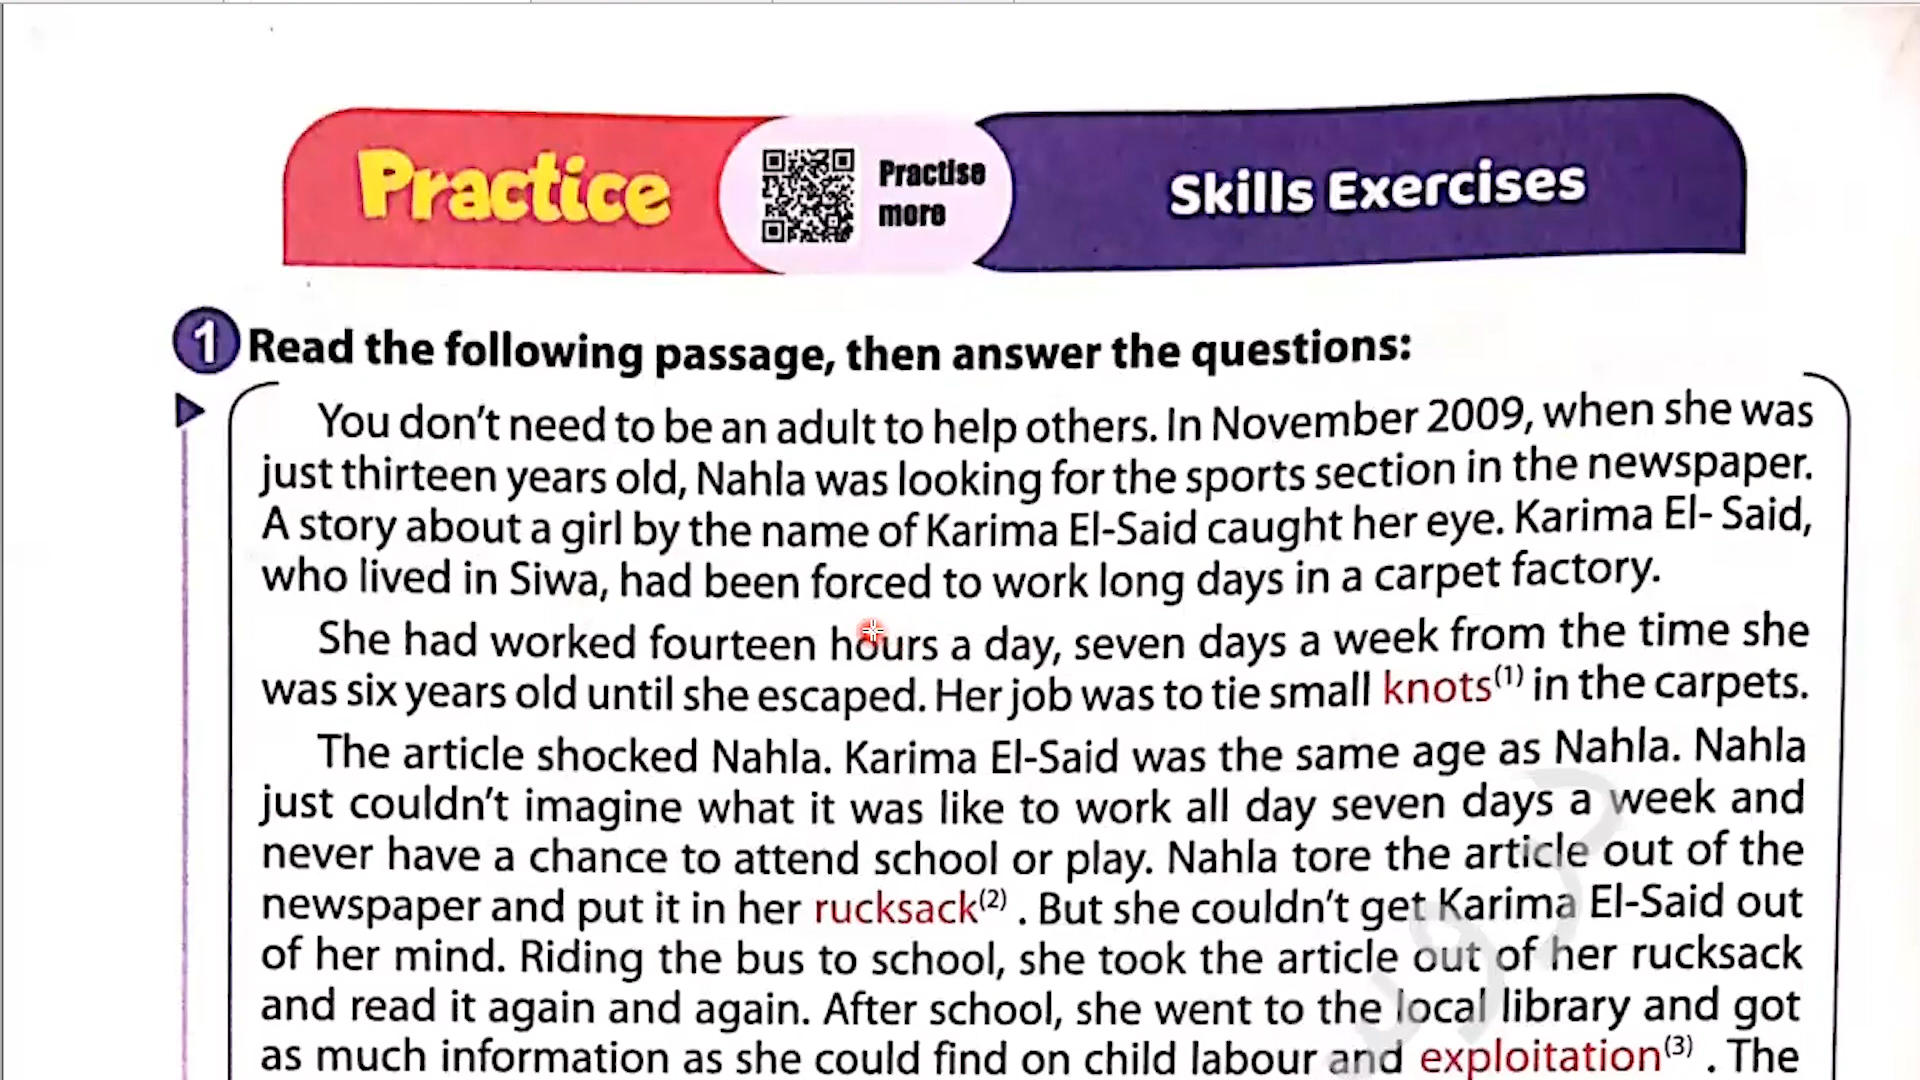 Practice
Practise
more
Skills Exercises
1 Read the following passage, then answer the questions:
You don't need to be an adult to help others. In November 2009, when she was
just thirteen years old, Nahla was looking for the sports section in the newspaper.
A story about a girl by the name of Karima El-Said caught her eye. Karima El- Said,
who lived in Siwa, had been forced to work long days in a carpet factory.
She had worked fourteen hours a day, seven days a week from the time she
was six years old until she escaped. Her job was to tie small knots(1) in the carpets.
The article shocked Nahla. Karima El-Said was the same age as Nahla. Nahla
just couldn't imagine what it was like to work all day seven days a week and
never have a chance to attend school or play. Nahla tore the article out of the
newspaper and put it in her rucksack(2) . But she couldn't get Karima El-Said out
of her mind. Riding the bus to school, she took the article out of her rucksack
and read it again and again. After school, she went to the local library and got
as much information as she could find on child labour and exploitation(3) . The